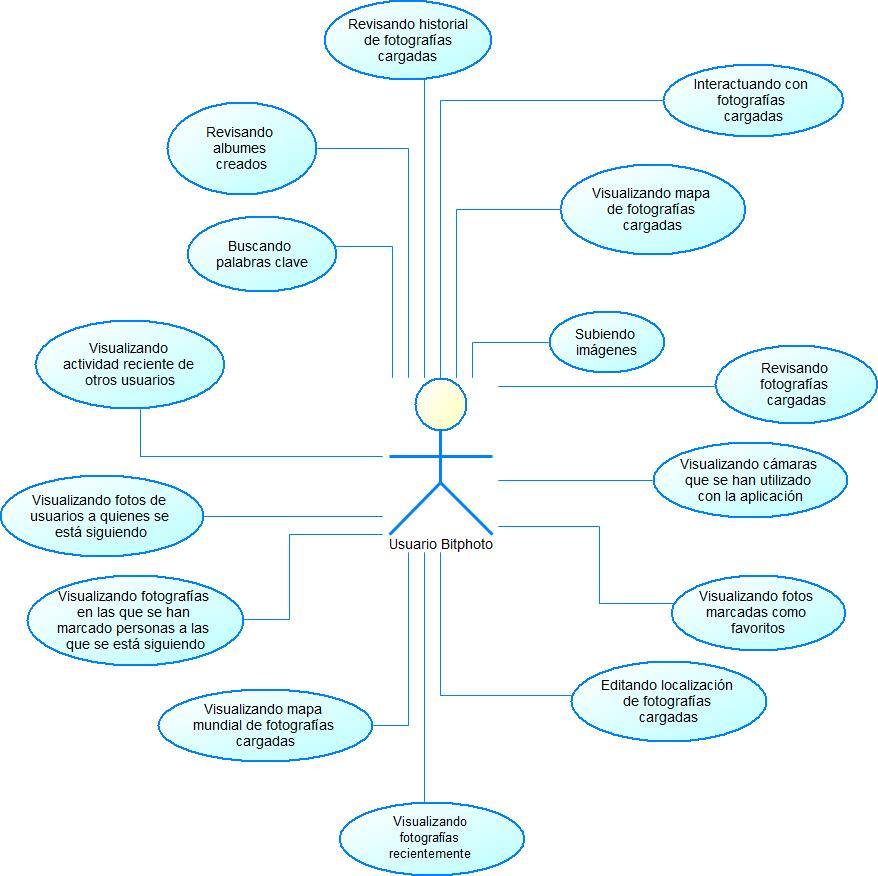 Revisando historial
de fotografías
cargadas
Interactuando con
fotografías
cargadas
Revisando
albumes
creados
Visualizando mapa
de fotografías
cargadas
Buscando
palabras clave
Subiendo
imágenes
Visualizando
actividad reciente de
otros usuarios
Revisando
fotografías
cargadas
Visualizando cámaras
que se han utilizado
con la aplicación
Visualizando fotos de
usuarios a quienes se
está siguiendo
Usuario Bitphoto
Visualizando fotografías
en las que se han
marcado personas a las
que se está siguiendo
Visualizando fotos
marcadas como
favoritos
Editando localización
de fotografías
cargadas
Visualizando mapa
mundial de fotografías
cargadas
Visualizando
fotografías
recientemente